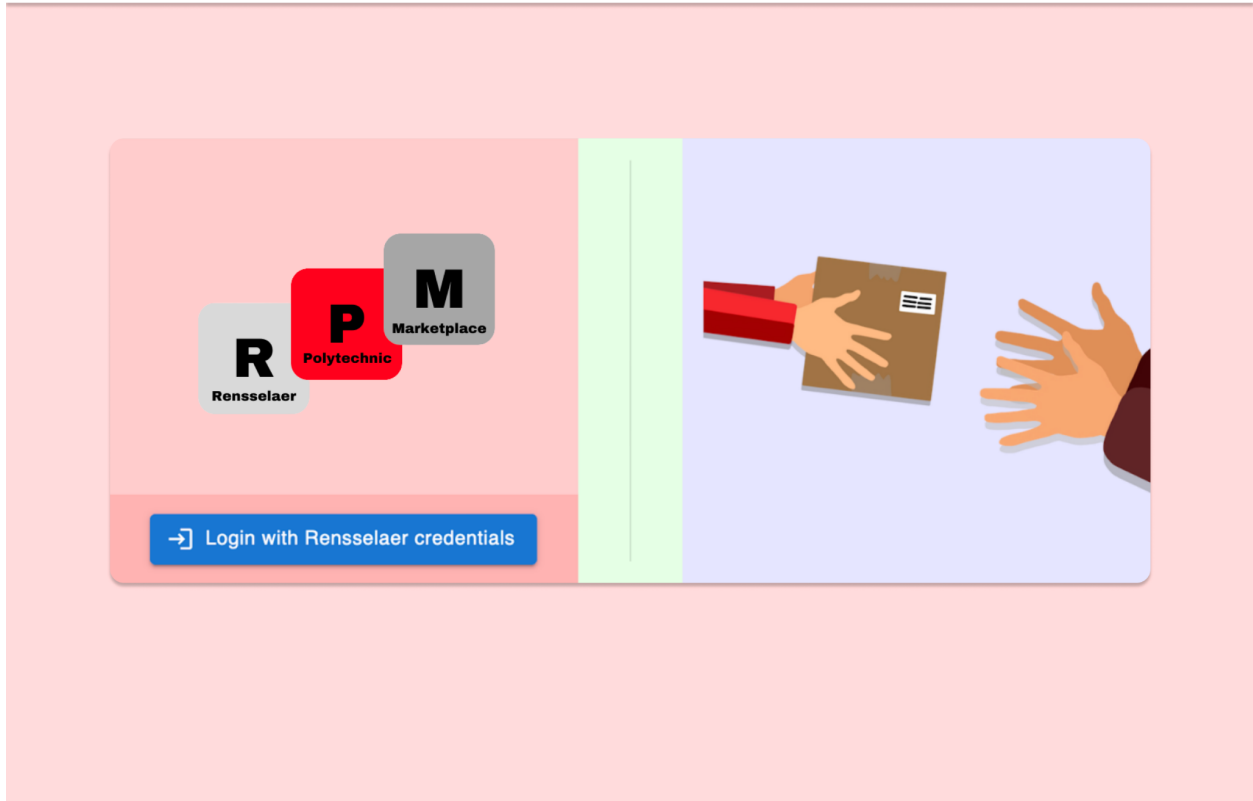 M
Marketplace
P
Polytechnic
R
Rensselaer
Login with Rensselaer credentials